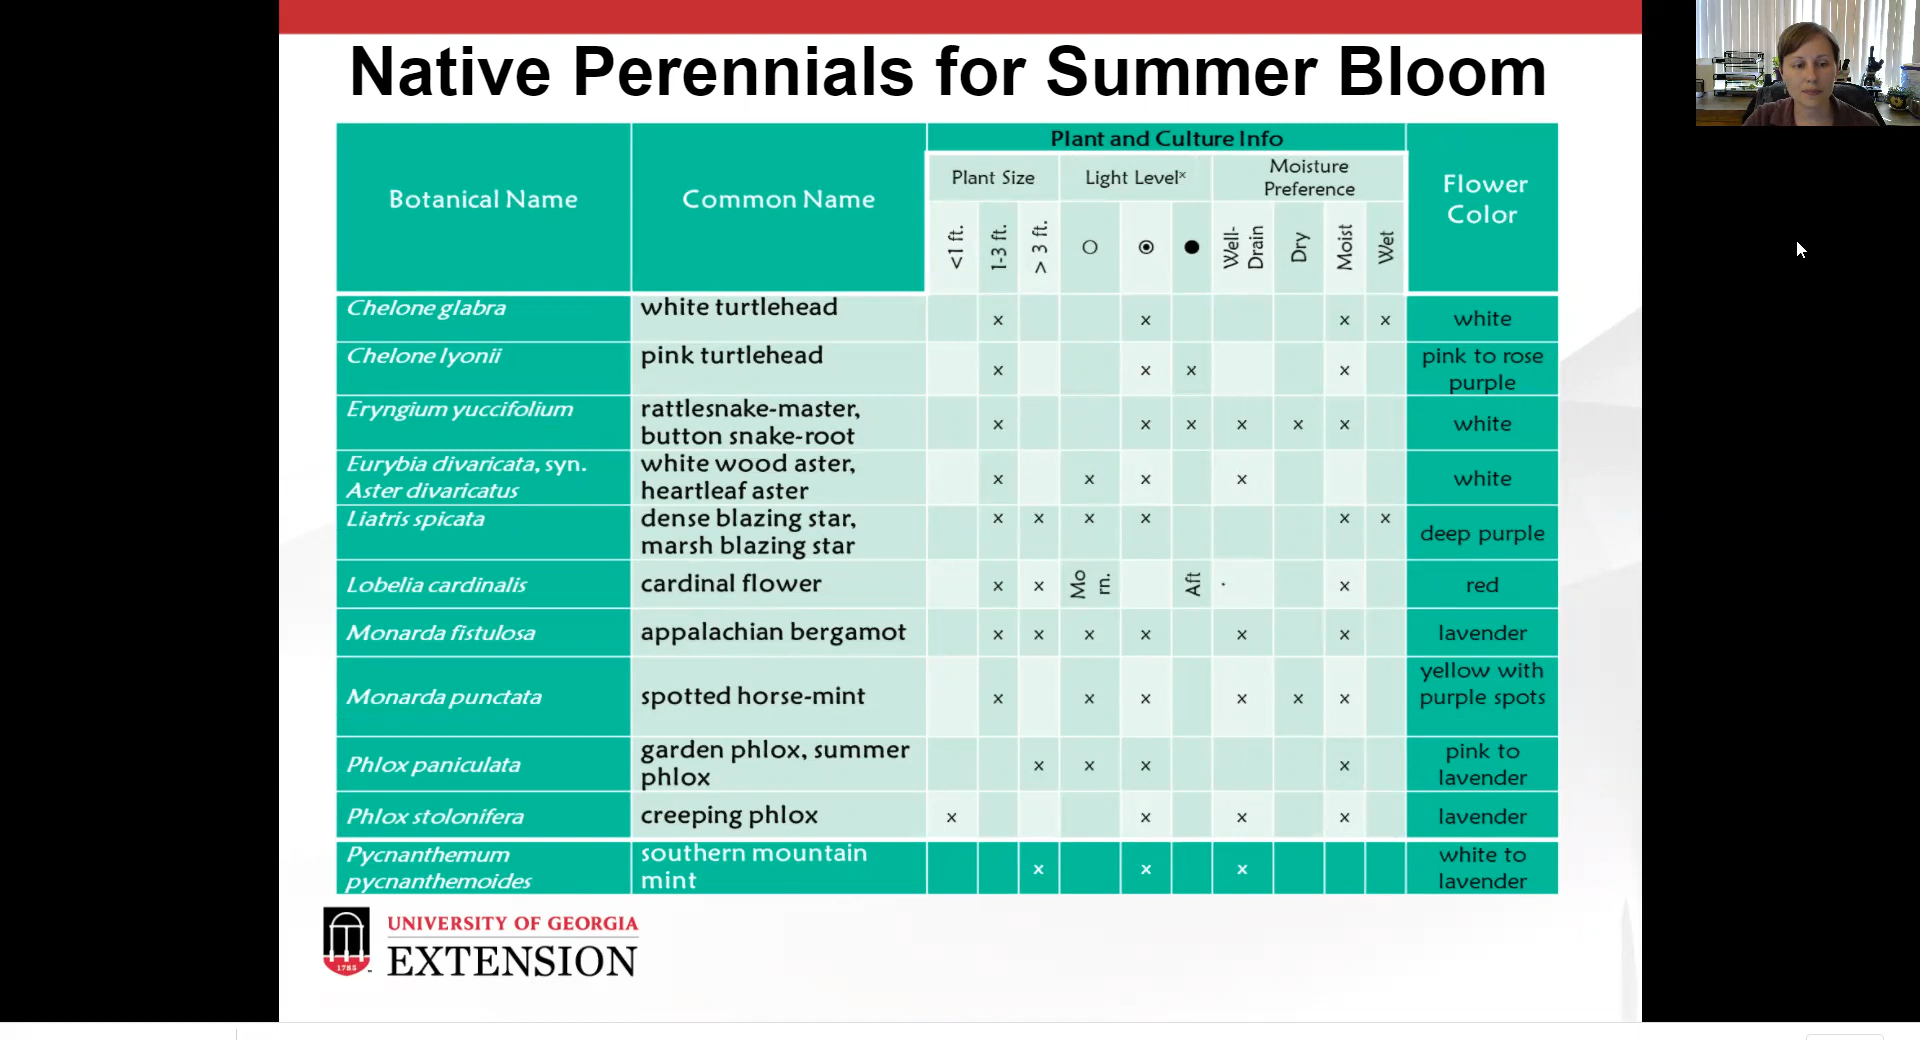 Native Perennials for Summer Bloom
Botanical Name
Common Name
Plant and Culture Info
Flower
Color
Plant Size
Light Levelˣ
Moisture
Preference
<1 ft.
1-3 ft.
> 3 ft.
Well-
Drain
Dry
Moist
Wet
Chelone glabra
white turtlehead
x x x x
white
Chelone lyonii
pink turtlehead
x x x x
pink to rose
purple
Eryngium yuccifolium
rattlesnake-master,
button snake-root
x x x x x x
white
Eurybia divaricata, syn.
Aster divaricatus
white wood aster,
heartleaf aster
x x x x
white
Liatris spicata
dense blazing star,
marsh blazing star
x x x x x x
deep purple
Lobelia cardinalis
cardinal flower
x x
Mo
rn.
Aft
.
x
red
Monarda fistulosa
appalachian bergamot
x x x x x x
lavender
Monarda punctata
spotted horse-mint
x x x x x x
yellow with
purple spots
Phlox paniculata
garden phlox, summer
phlox
x x x x
pink to
lavender
Phlox stolonifera
creeping phlox
x x x x
lavender
Pycnanthemum
pycnanthemoides
southern mountain
mint
x x x
white to
lavender
1785
UNIVERSITY OF GEORGIA
EXTENSION